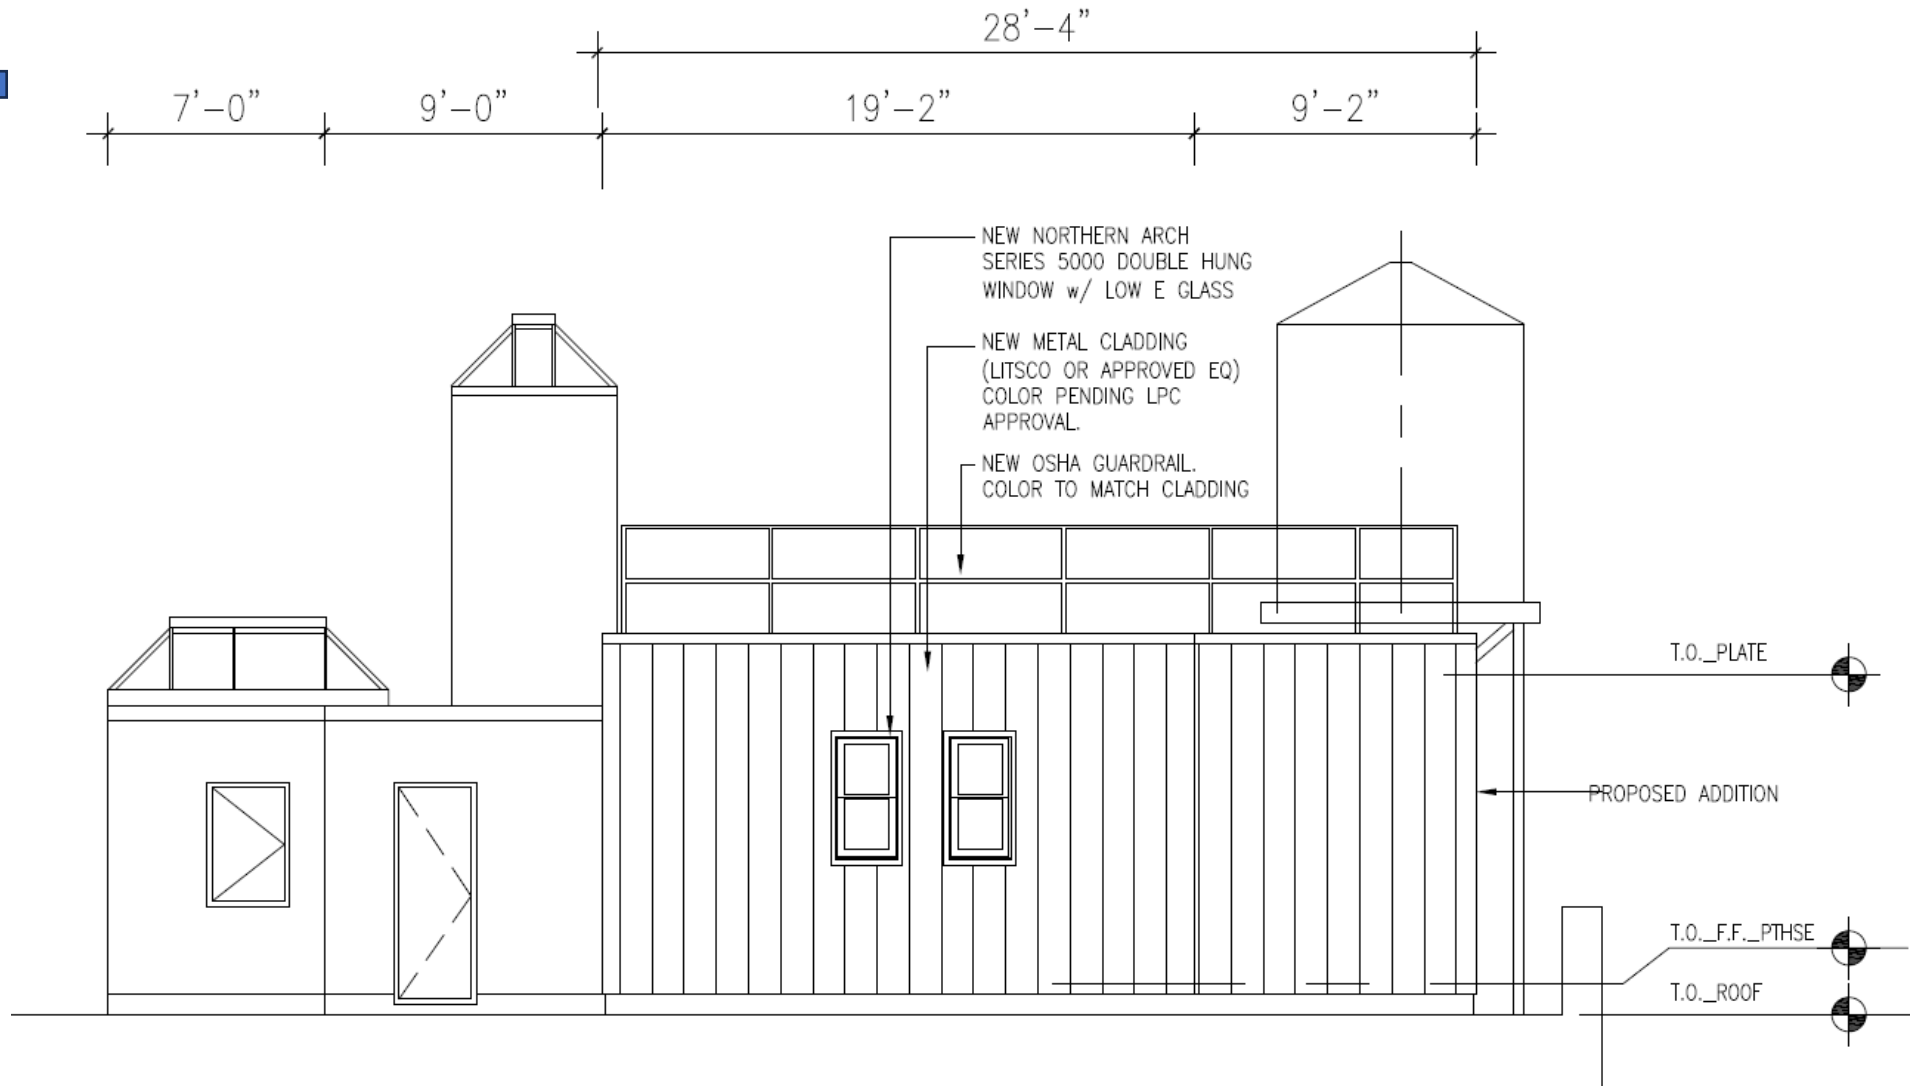 28'-4"
7'-0"
9'-0"
19'-2"
9'-2"
NEW NORTHERN ARCH
SERIES 5000 DOUBLE HUNG
WINDOW w/ LOW E GLASS
NEW METAL CLADDING
(LITSCO OR APPROVED EQ)
COLOR PENDING LPC
APPROVAL.
NEW OSHA GUARDRAIL.
COLOR TO MATCH CLADDING
T.O._PLATE
PROPOSED ADDITION
T.O._F.F._PTHSE
T.O._ROOF